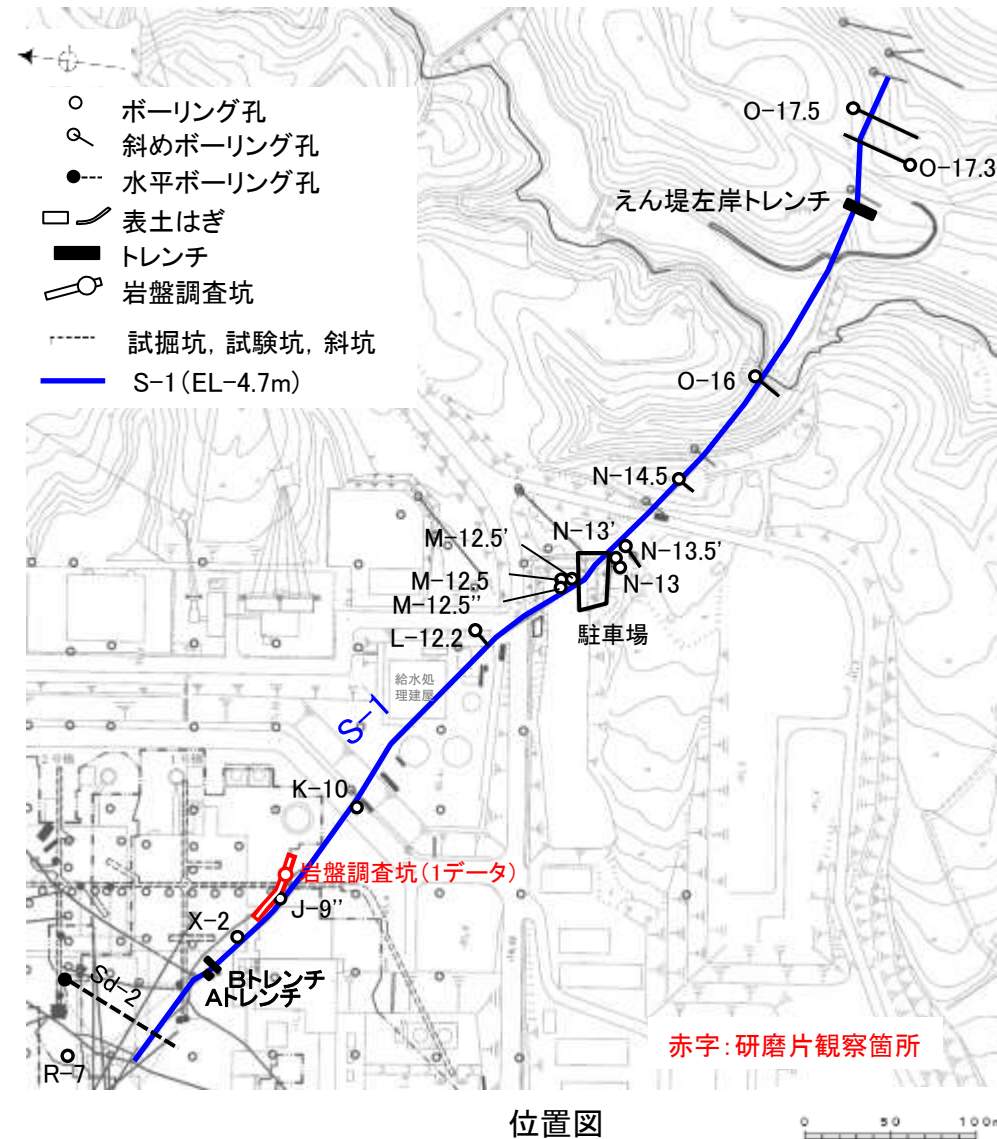 ボーリング孔
斜めボーリング孔
水平ボーリング孔
表土はぎ
トレンチ
岩盤調査坑
試掘坑，試験坑，斜坑
S-1（EL-4.7m）
O-17.5
O-17.3
えん堤左岸トレンチ
O-16
N-14.5
N-13'
M-12.5'
N-13.5'
M-12.5
N-13
M-12.5''
L-12.2
駐車場
給水処
理建屋
S-1
K-10
岩盤調査坑（1データ）
J-9''
X-2
Bトレンチ
Aトレンチ
Sd-2
R-7
赤字：研磨片観察箇所
位置図
0 50 100m